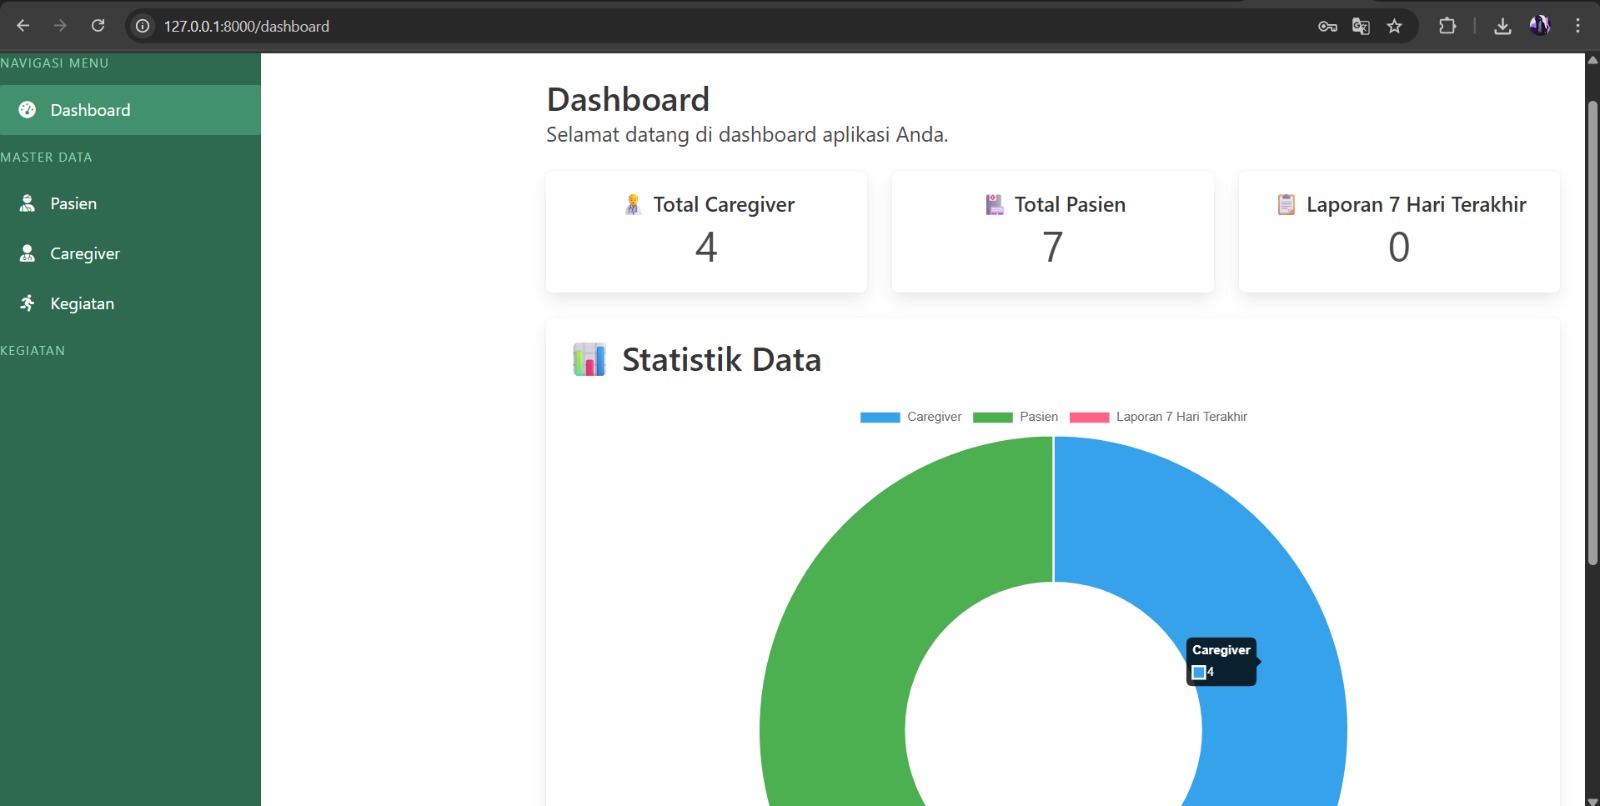 127.0.0.1:8000/dashboard
NAVIGASI MENU
Dashboard
MASTER DATA
Pasien
Caregiver
Kegiatan
KEGIATAN
Dashboard
Selamat datang di dashboard aplikasi Anda.
Total Caregiver
4
Total Pasien
7
Laporan 7 Hari Terakhir
0
Statistik Data
Caregiver Pasien Laporan 7 Hari Terakhir
Caregiver
4